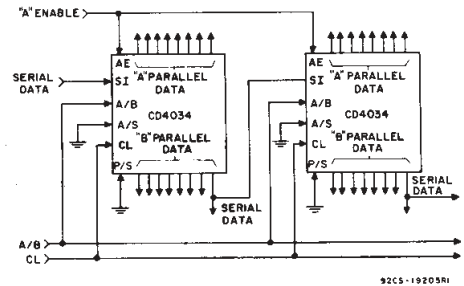 "A" ENABLE
AE
SERIAL DATA
SI
"A" PARALLEL DATA
A/B
CD4034
A/S
"B" PARALLEL DATA
CL
P/S
SERIAL DATA
AE
SI
"A" PARALLEL DATA
A/B
CD4034
A/S
"B" PARALLEL DATA
CL
P/S
SERIAL DATA
A/B
CL
92CS-19205R1